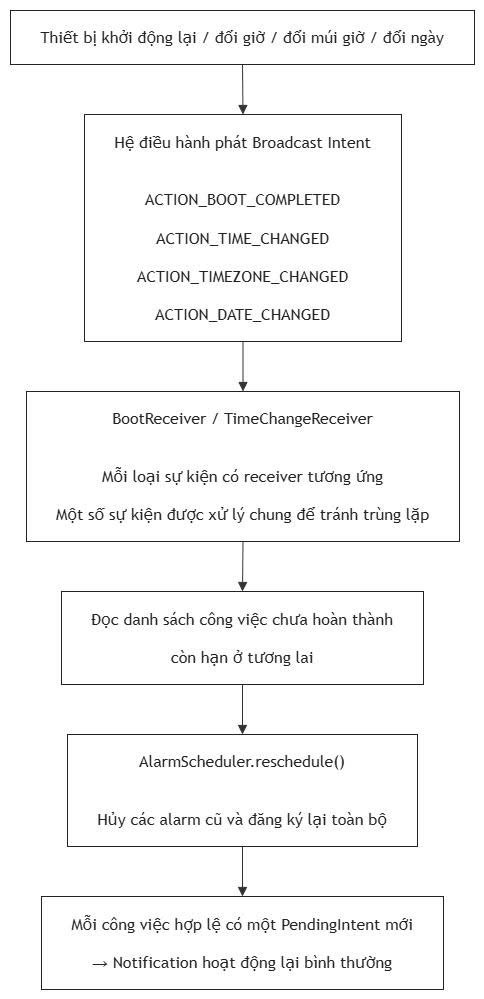 Thiết bị khởi động lại / đổi giờ / đổi múi giờ / đổi ngày
Hệ điều hành phát Broadcast Intent
ACTION_BOOT_COMPLETED
ACTION_TIME_CHANGED
ACTION_TIMEZONE_CHANGED
ACTION_DATE_CHANGED
BootReceiver / TimeChangeReceiver
Mỗi loại sự kiện có receiver tương ứng
Một số sự kiện được xử lý chung để tránh trùng lặp
Đọc danh sách công việc chưa hoàn thành
còn hạn ở tương lai
AlarmScheduler.reschedule()
Hủy các alarm cũ và đăng ký lại toàn bộ
Mỗi công việc hợp lệ có một PendingIntent mới
→ Notification hoạt động lại bình thường